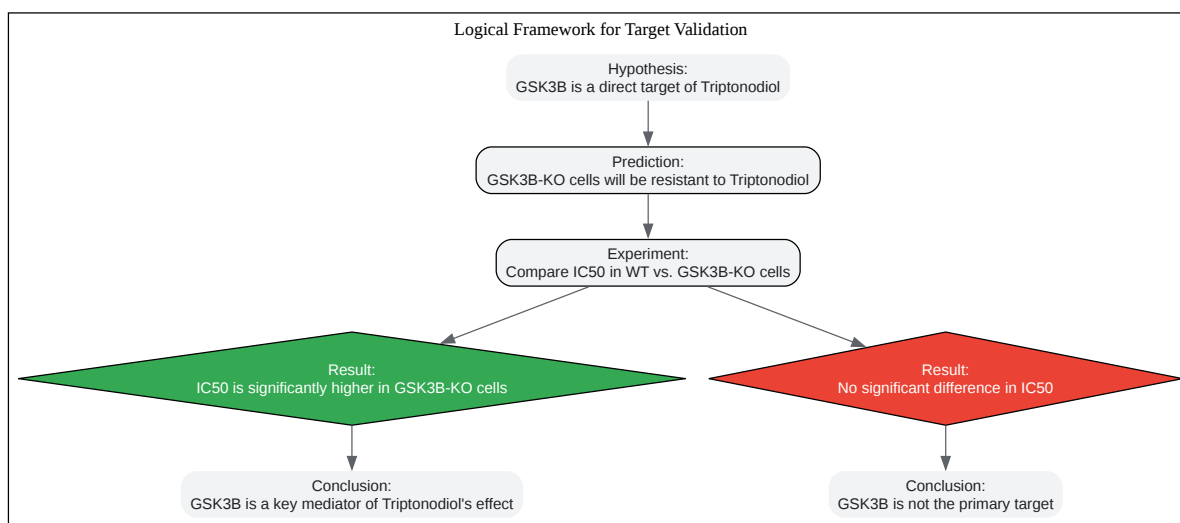 Logical Framework for Target Validation
Hypothesis:
GSK3B is a direct target of Triptonodiol
Prediction:
GSK3B-KO cells will be resistant to Triptonodiol
Experiment:
Compare IC50 in WT vs. GSK3B-KO cells
Result:
IC50 is significantly higher in GSK3B-KO cells
Result:
No significant difference in IC50
Conclusion:
GSK3B is a key mediator of Triptonodiol's effect
Conclusion:
GSK3B is not the primary target